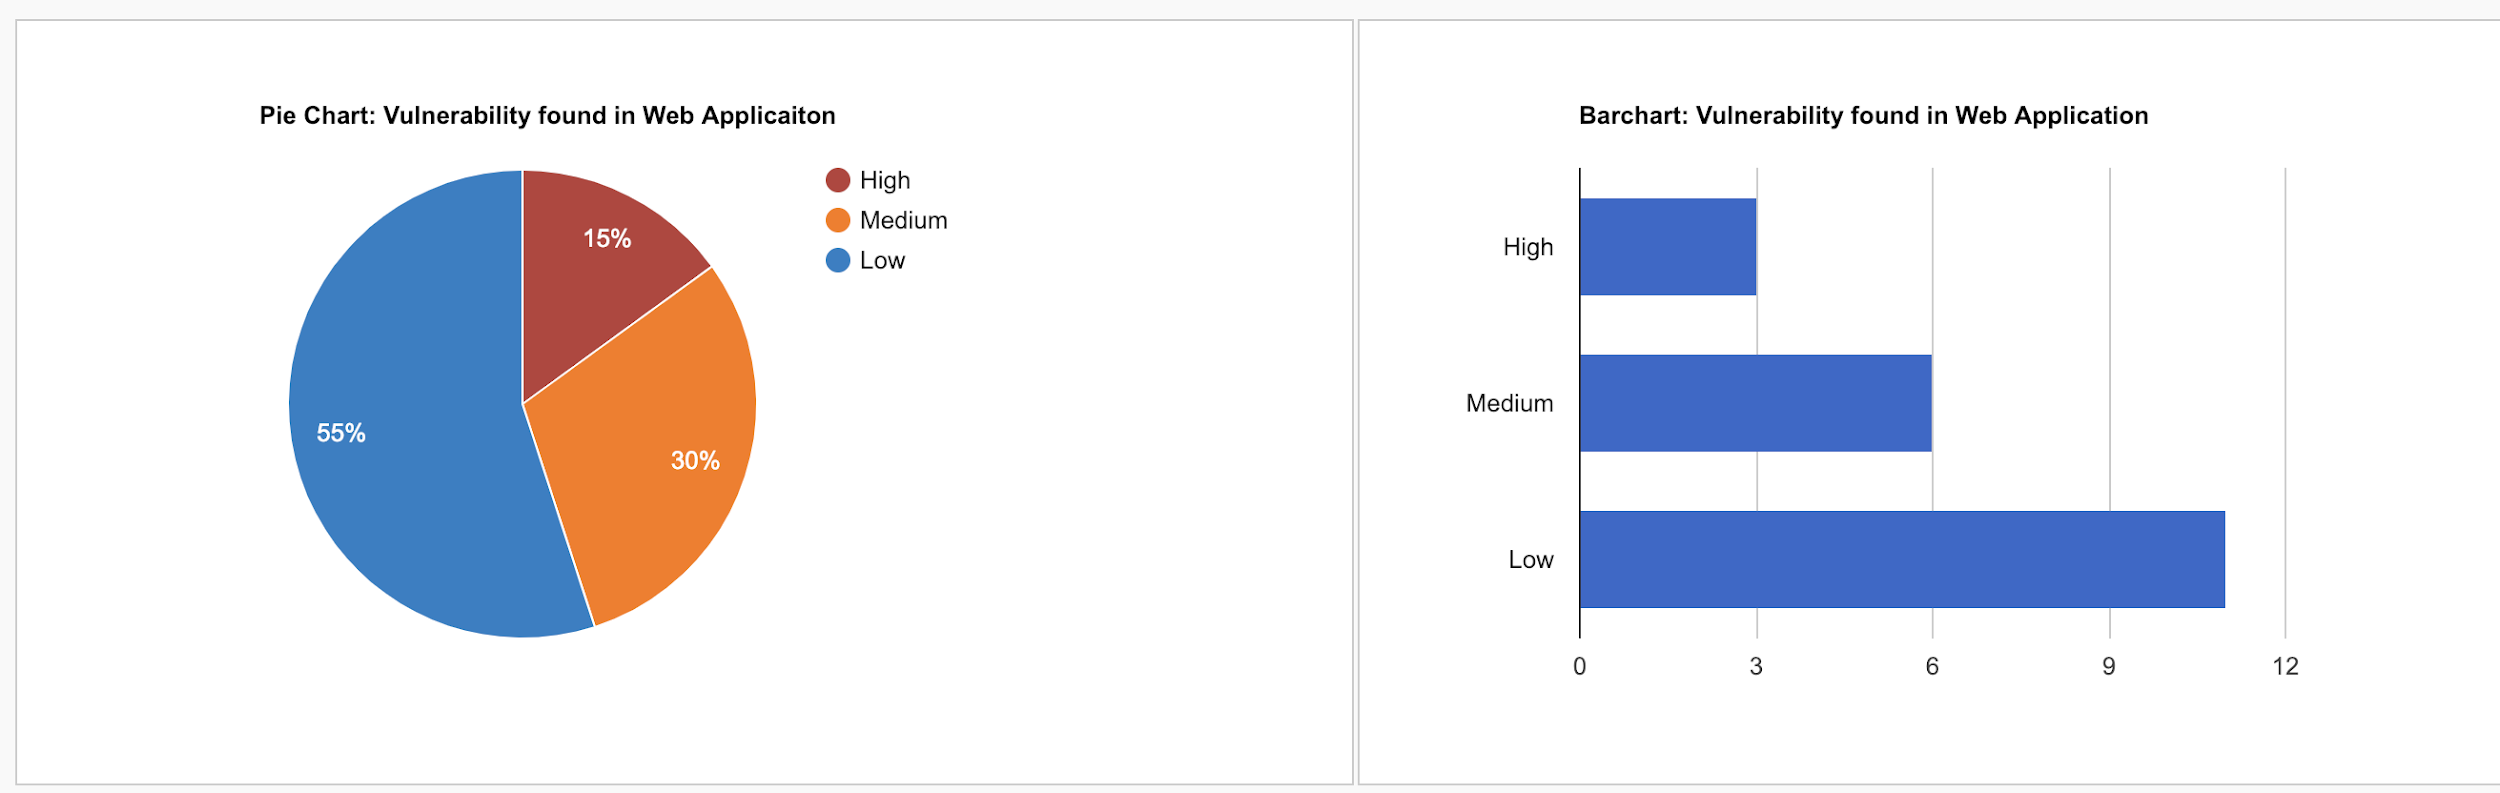 Pie Chart: Vulnerability found in Web Applicaiton
High
Medium
Low
15%
30%
55%
Barchart: Vulnerability found in Web Application
High
Medium
Low
0 3 6 9 12